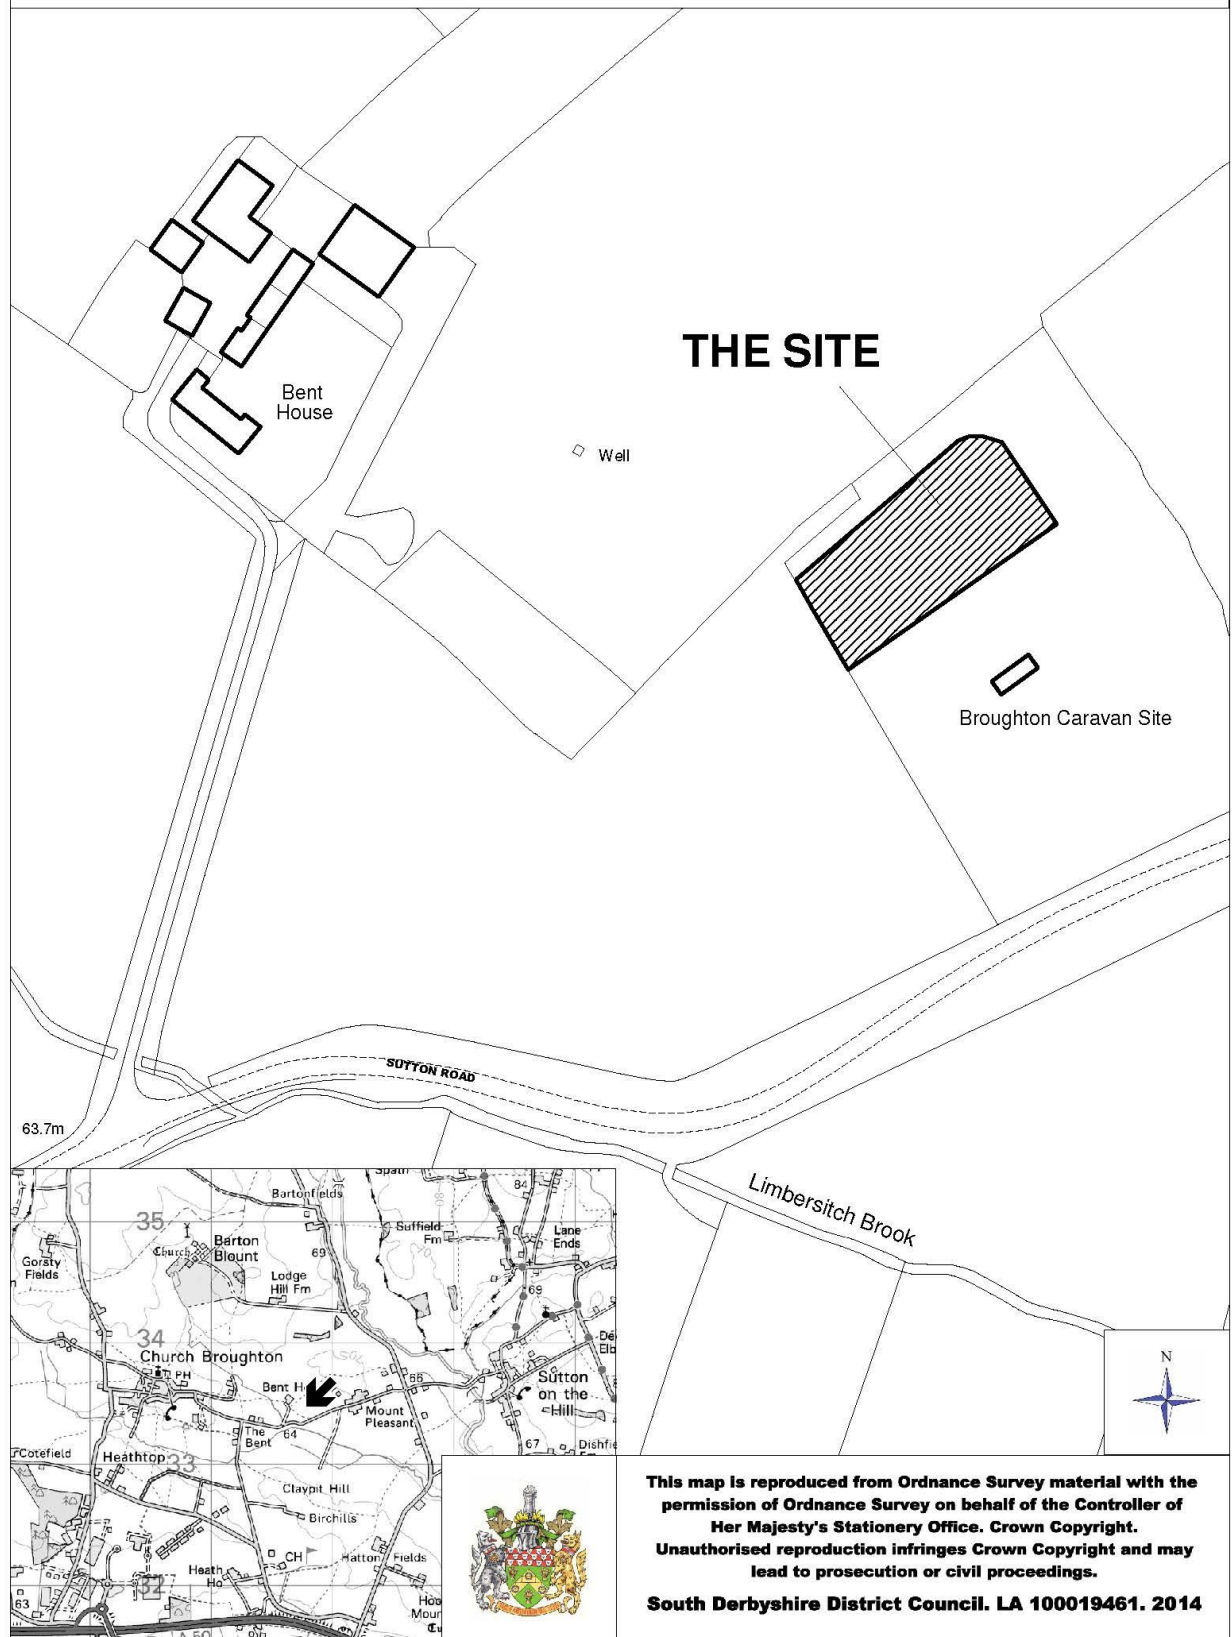 THE SITE
Bent
House
Well
Broughton Caravan Site
SUTTON ROAD
63.7m
Limbersitch Brook
Spath
84
Bartonfields
35
Suffield
Fm
Lane
Ends
Church
Barton
Blount
69
Gorsty
Fields
Lodge
Hill Fm
69
34
Church Broughton
PH
Bent H
66
Sutton
on the
Hill
Mount
Pleasant
The
Bent
64
67
Cotefield
Heathtop
33
Claypit Hill
Birchills
CH
Hatton Fields
Heath
Ho
32
63
N
This map is reproduced from Ordnance Survey material with the
permission of Ordnance Survey on behalf of the Controller of
Her Majesty's Stationery Office. Crown Copyright.
Unauthorised reproduction infringes Crown Copyright and may
lead to prosecution or civil proceedings.
South Derbyshire District Council. LA 100019461. 2014